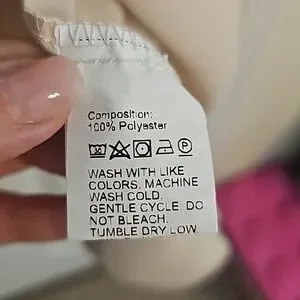 Composition:
100% Polyester
P
WASH WITH LIKE
COLORS. MACHINE
WASH COLD.
GENTLE CYCLE DO
NOT BLEACH.
TUMBLE DRY LOW